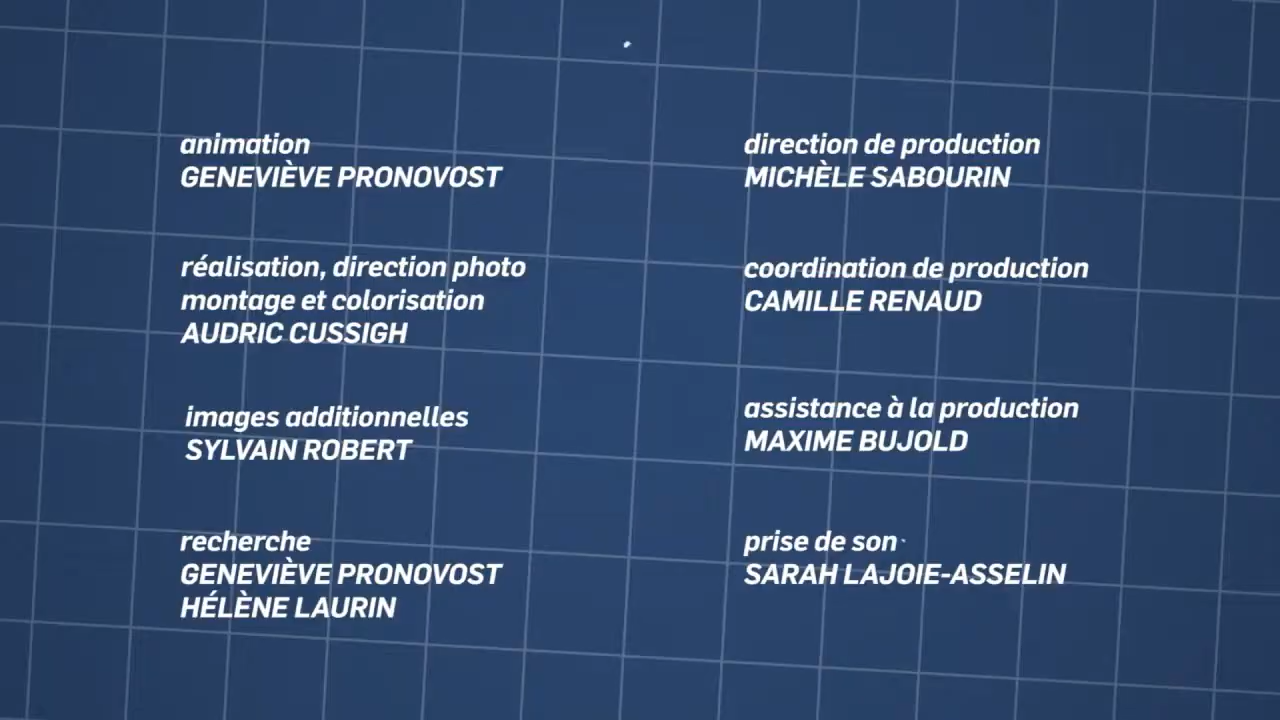 animation
GENEVIÈVE PRONOVOST
réalisation, direction photo
montage et colorisation
AUDRIC CUSSIGH
images additionnelles
SYLVAIN ROBERT
recherche
GENEVIÈVE PRONOVOST
HÉLÈNE LAURIN
direction de production
MICHÈLE SABOURIN
coordination de production
CAMILLE RENAUD
assistance à la production
MAXIME BUJOLD
prise de son
SARAH LAJOIE-ASSELIN